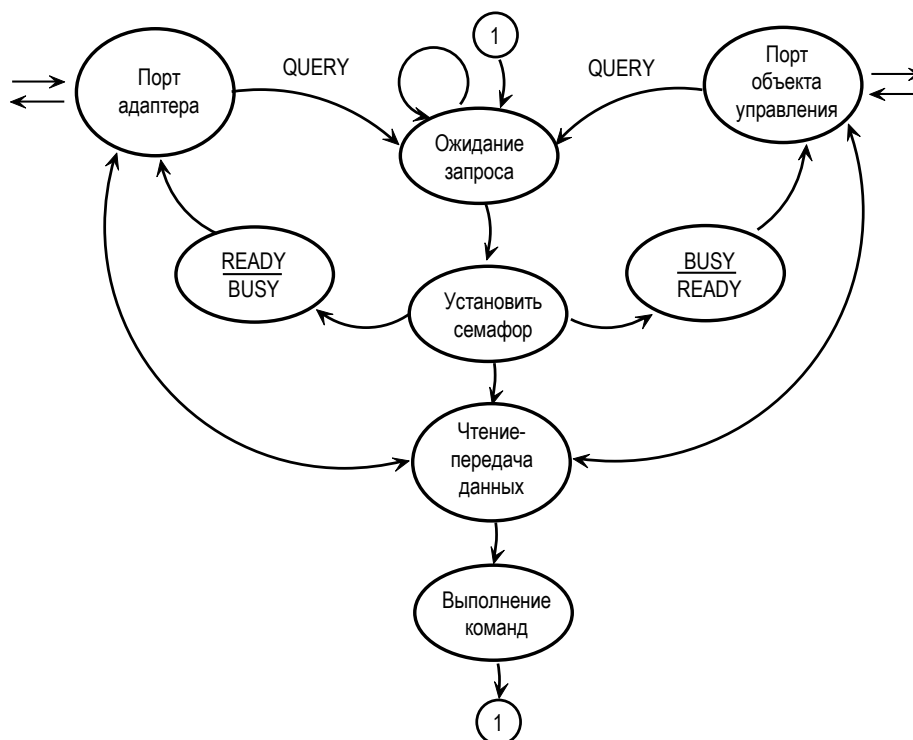 1
Порт
адаптера
QUERY
QUERY
Порт
объекта
управления
Ожидание
запроса
READY
BUSY
BUSY
READY
Установить
семафор
Чтение-
передача
данных
Выполнение
команд
1